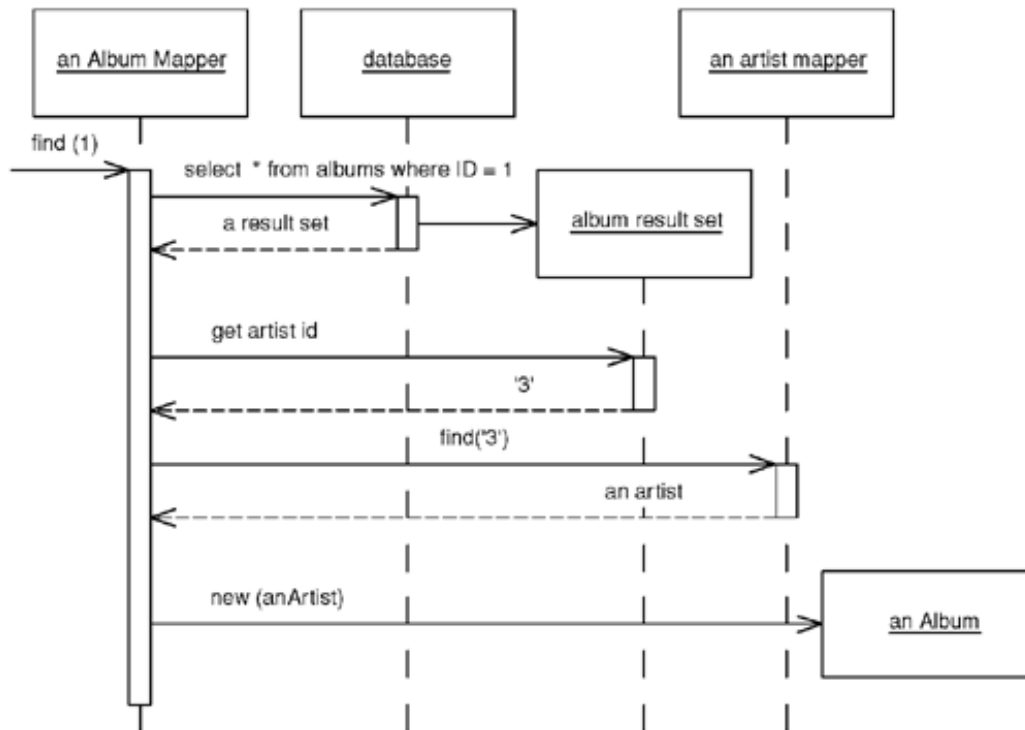 an Album Mapper
database
an artist mapper
find (1)
select * from albums where ID = 1
a result set
album result set
get artist id
'3'
find("3')
an artist
new (anArtist)
an Album